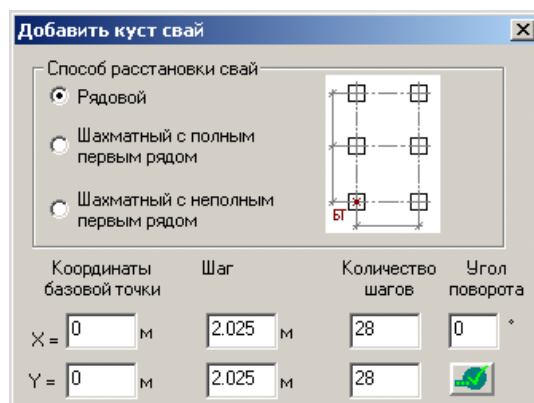 Добавить куст свай
Способ расстановки свай
Рядовой
Шахматный с полным
первым рядом
Шахматный с неполным
первым рядом
БТ
Координаты
базовой точки
Шаг
Количество
шагов
Угол
поворота
X = 0 м 2.025 м 28 0 °
Y = 0 м 2.025 м 28